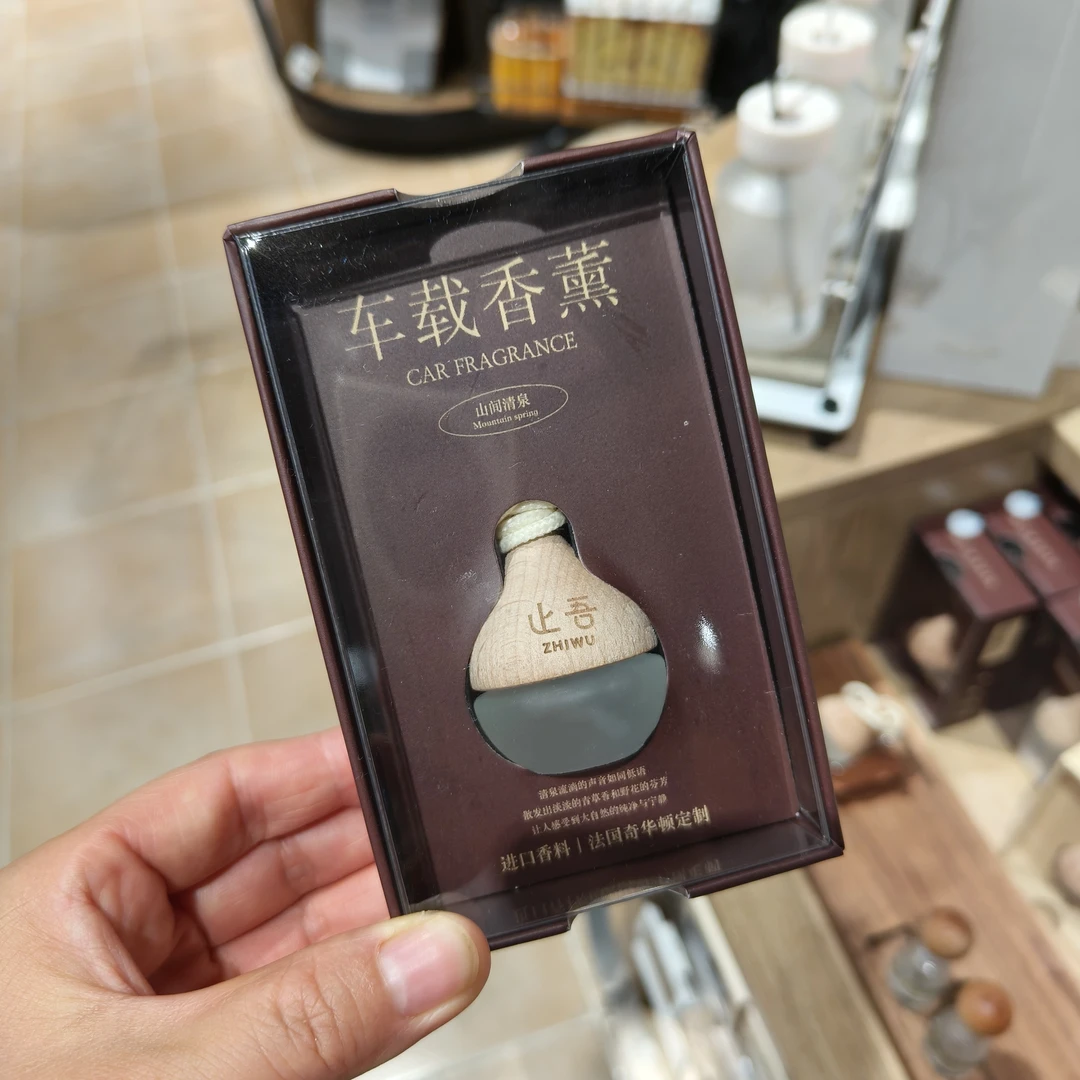 车载香薰
CAR FRAGRANCE
山间清泉
Mountain spring
止吾
ZHIWU
清泉流淌的声音如同低语
散发出淡淡的青草香和野花的芬芳
让人感受到大自然的纯净与宁静
进口香料 | 法国奇华顿定制